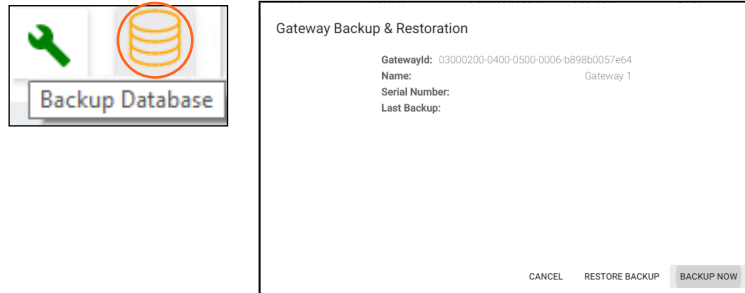 Backup Database
Gateway Backup & Restoration
GatewayId: 03000200-0400-0500-0006-b898b0057e64
Name: Gateway 1
Serial Number:
Last Backup:
CANCEL RESTORE BACKUP BACKUP NOW